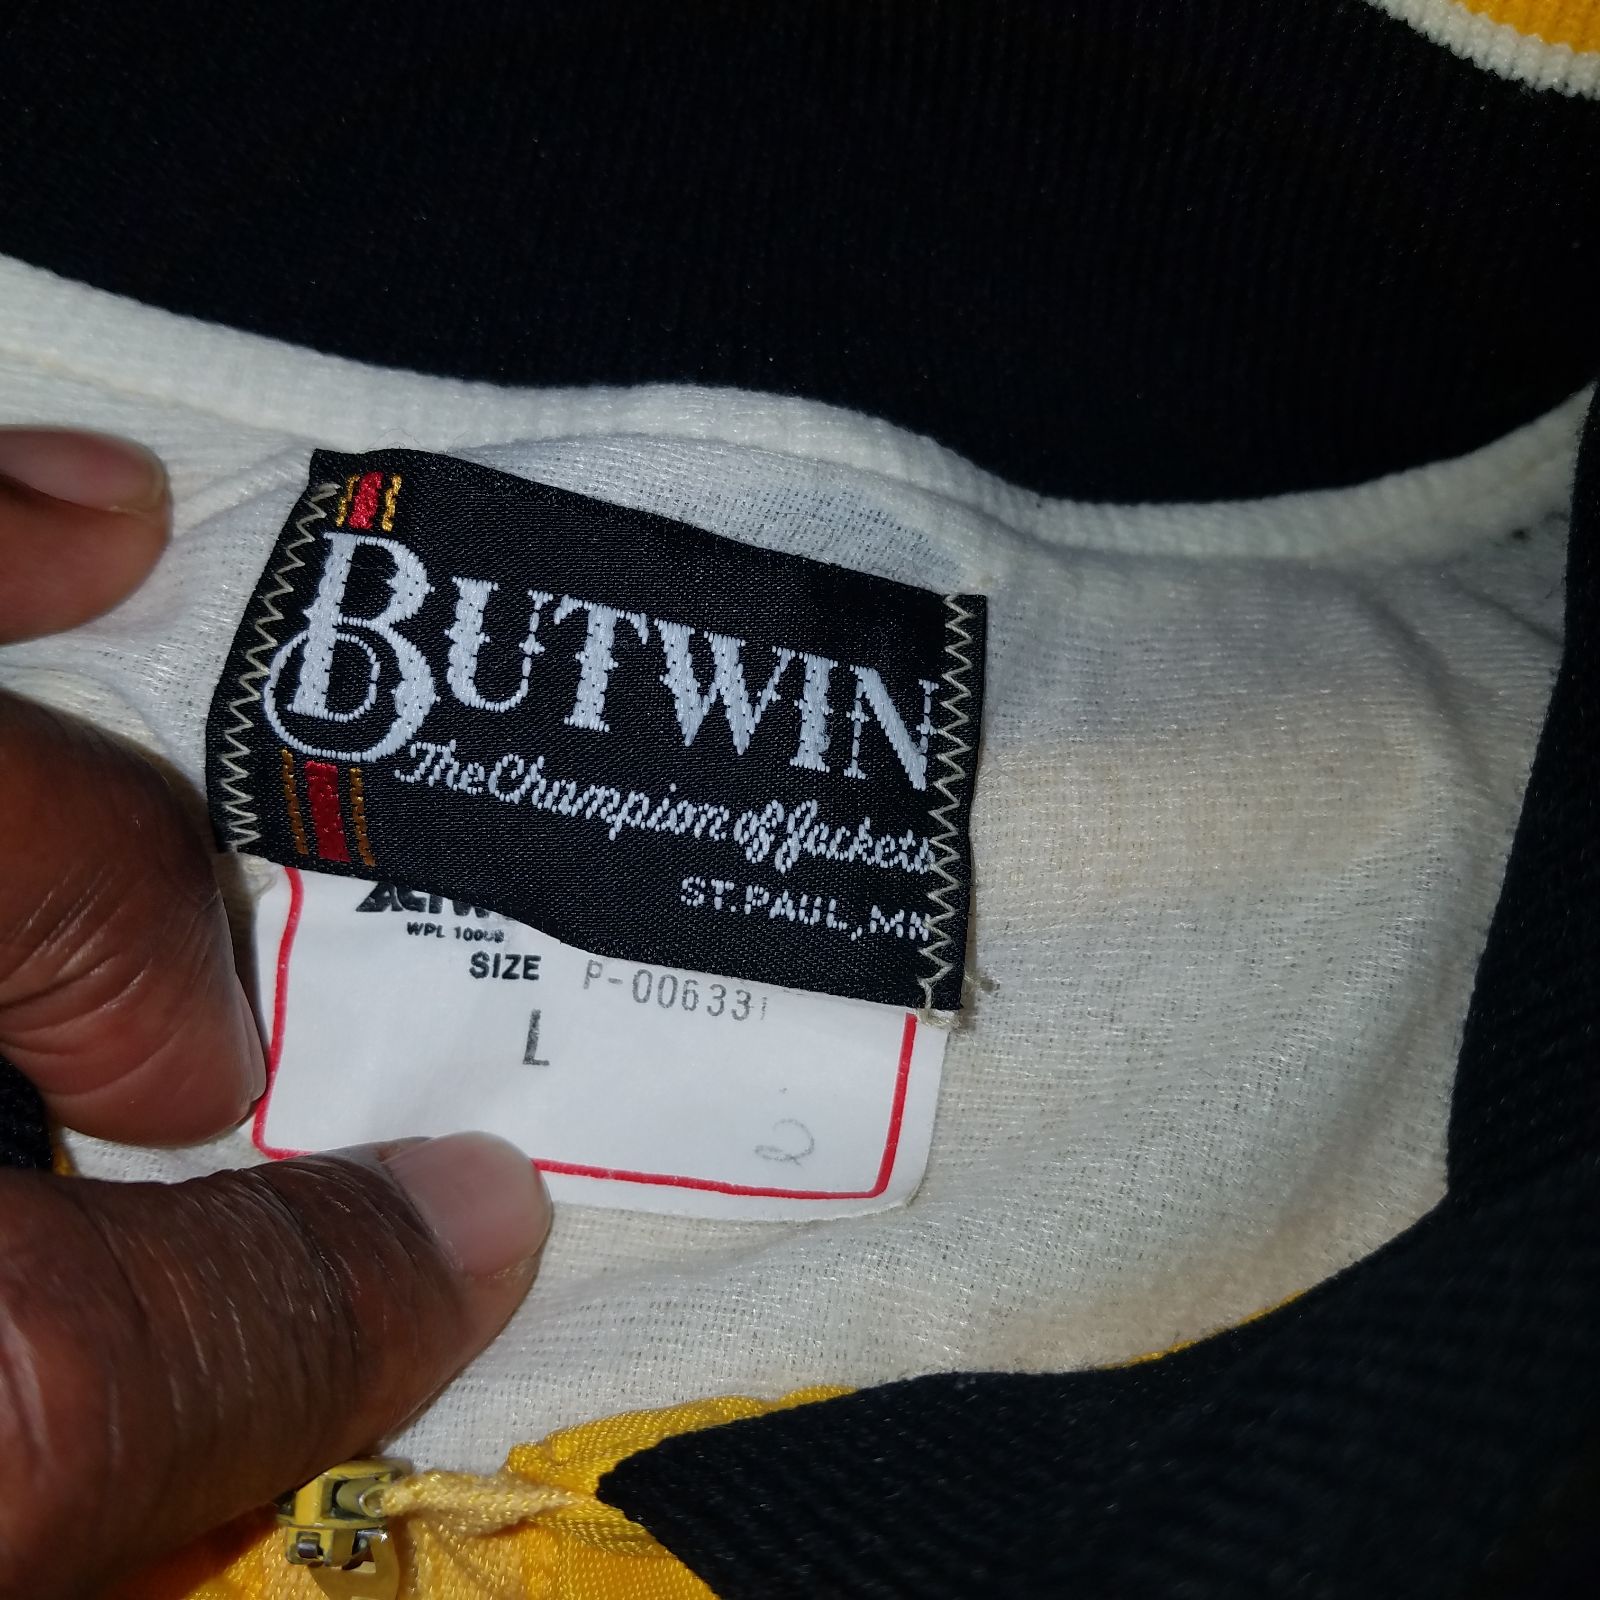 BUTWIN
The Champion of Jackets
ST. PAUL, MN
WPL 10008
SIZE P-006331
L
2